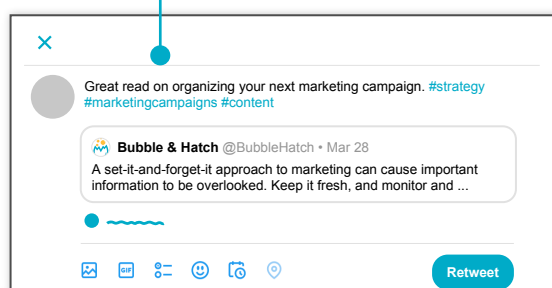 Great read on organizing your next marketing campaign. #strategy
#marketingcampaigns #content
Bubble & Hatch @BubbleHatch • Mar 28
A set-it-and-forget-it approach to marketing can cause important
information to be overlooked. Keep it fresh, and monitor and ...
GIF
Retweet